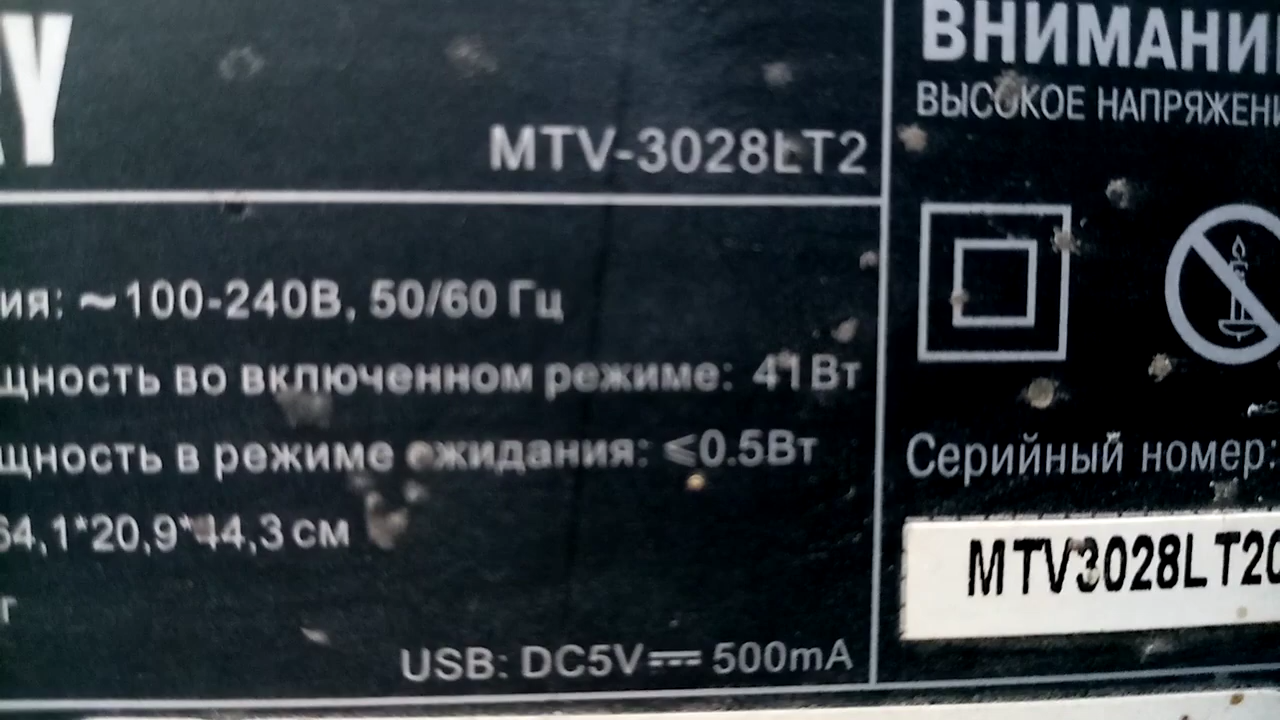 Y
MTV-3028LT2
ия: ~100-240В, 50/60 Гц
щность во включенном режиме: 41Вт
щность в режиме ожидания: ≤0.5Вт
64,1*20,9*44,3 см
г
USB: DC5V⎓500mA
ВНИМАНИ
ВЫСОКОЕ НАПРЯЖЕНИ
Серийный номер:
MTV3028LT20